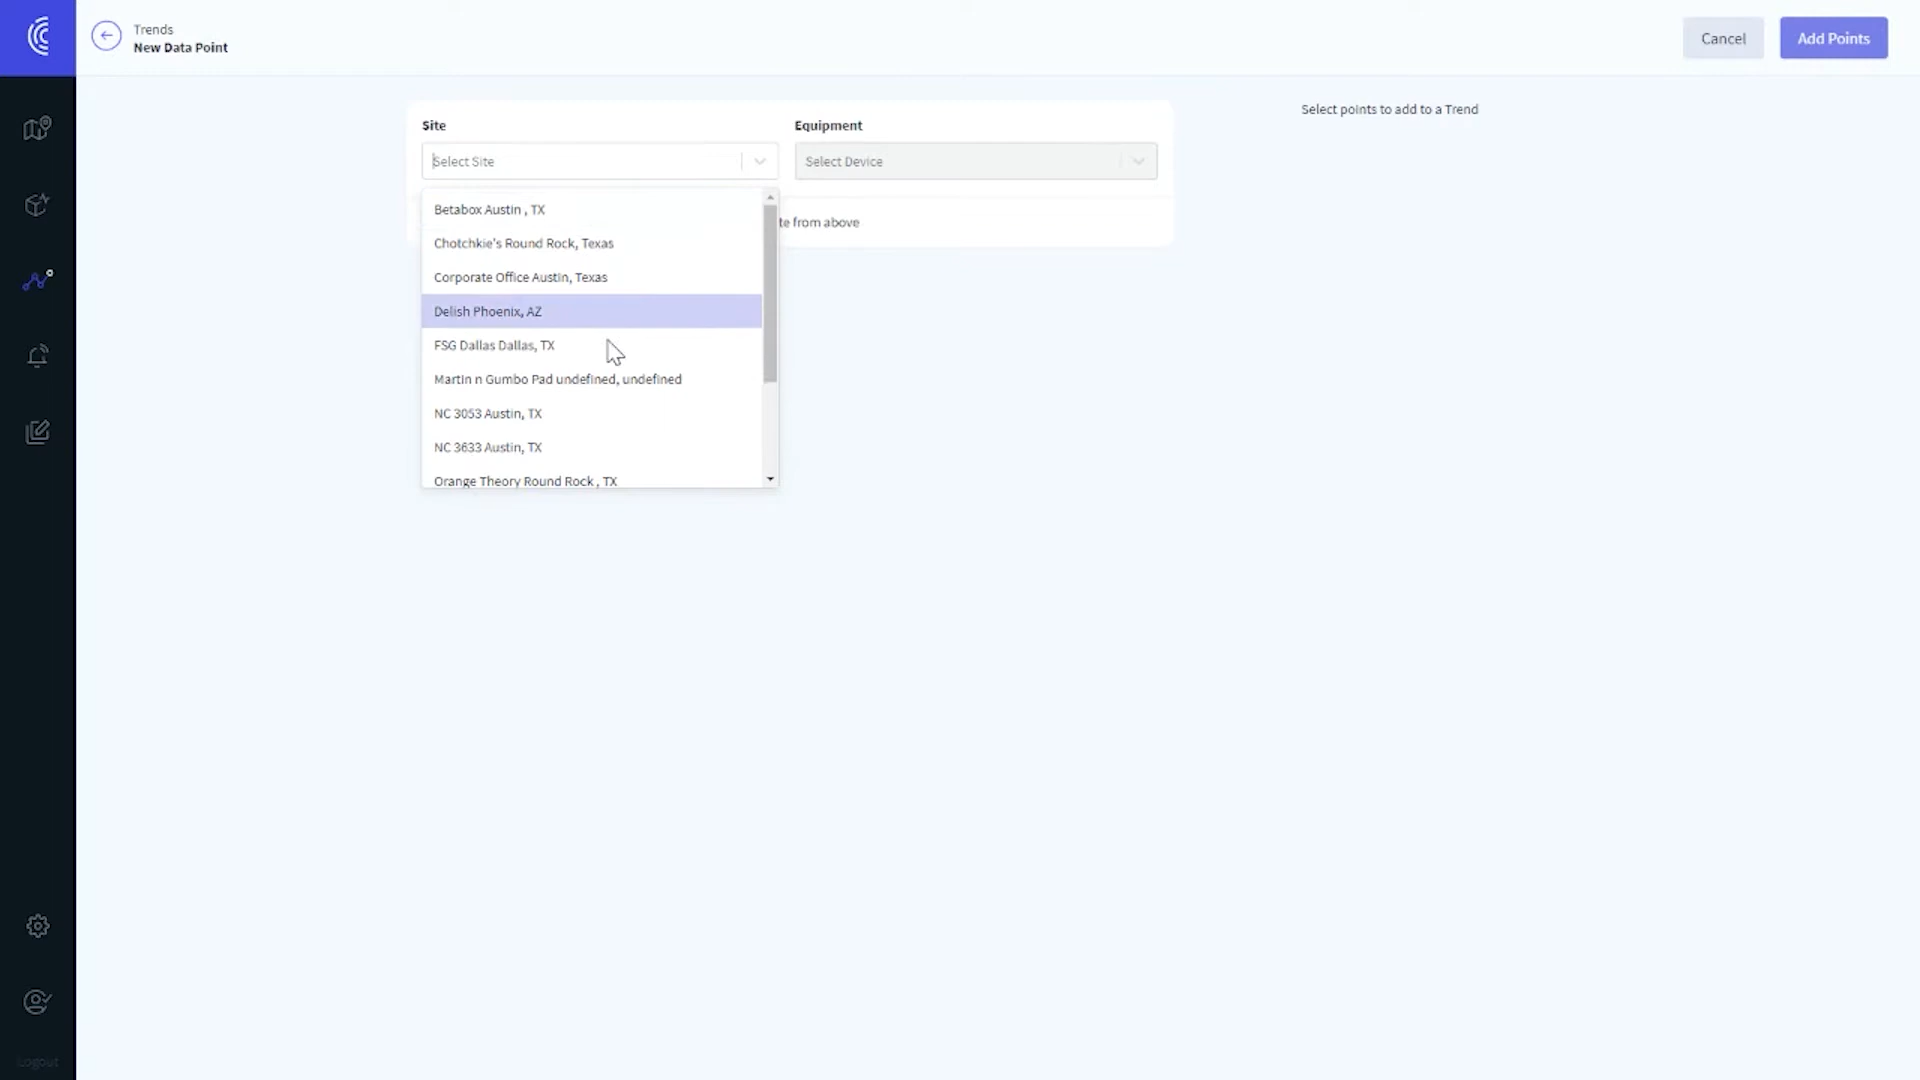 Trends
New Data Point
Cancel
Add Points
Site
Equipment
Select Site
Select Device
Select points to add to a Trend
te from above
Betabox Austin , TX
Chotchkie's Round Rock, Texas
Corporate Office Austin, Texas
Delish Phoenix, AZ
FSG Dallas Dallas, TX
Martin n Gumbo Pad undefined, undefined
NC 3053 Austin, TX
NC 3633 Austin, TX
Orange Theory Round Rock , TX
Logout